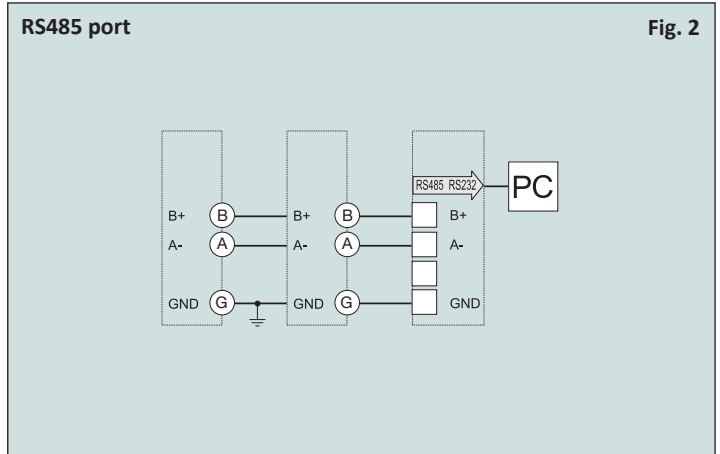 RS485 port
Fig. 2
RS485 RS232
PC
B+ B B+ B B+
A- A A- A A-
GND G GND G GND